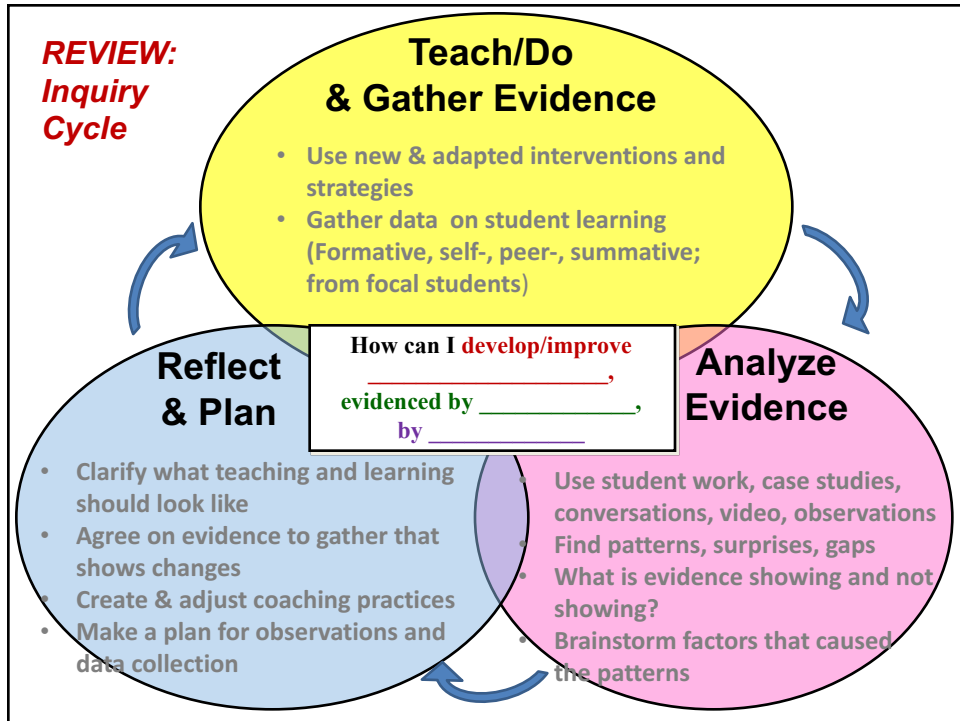 REVIEW:
Inquiry
Cycle
Teach/Do
& Gather Evidence
• Use new & adapted interventions and
strategies
• Gather data on student learning
(Formative, self-, peer-, summative;
from focal students)
How can I develop/improve
____________________,
evidenced by _____________,
by _____________
Reflect
& Plan
• Clarify what teaching and learning
should look like
• Agree on evidence to gather that
shows changes
• Create & adjust coaching practices
• Make a plan for observations and
data collection
Analyze
Evidence
• Use student work, case studies,
conversations, video, observations
• Find patterns, surprises, gaps
• What is evidence showing and not
showing?
• Brainstorm factors that caused
the patterns